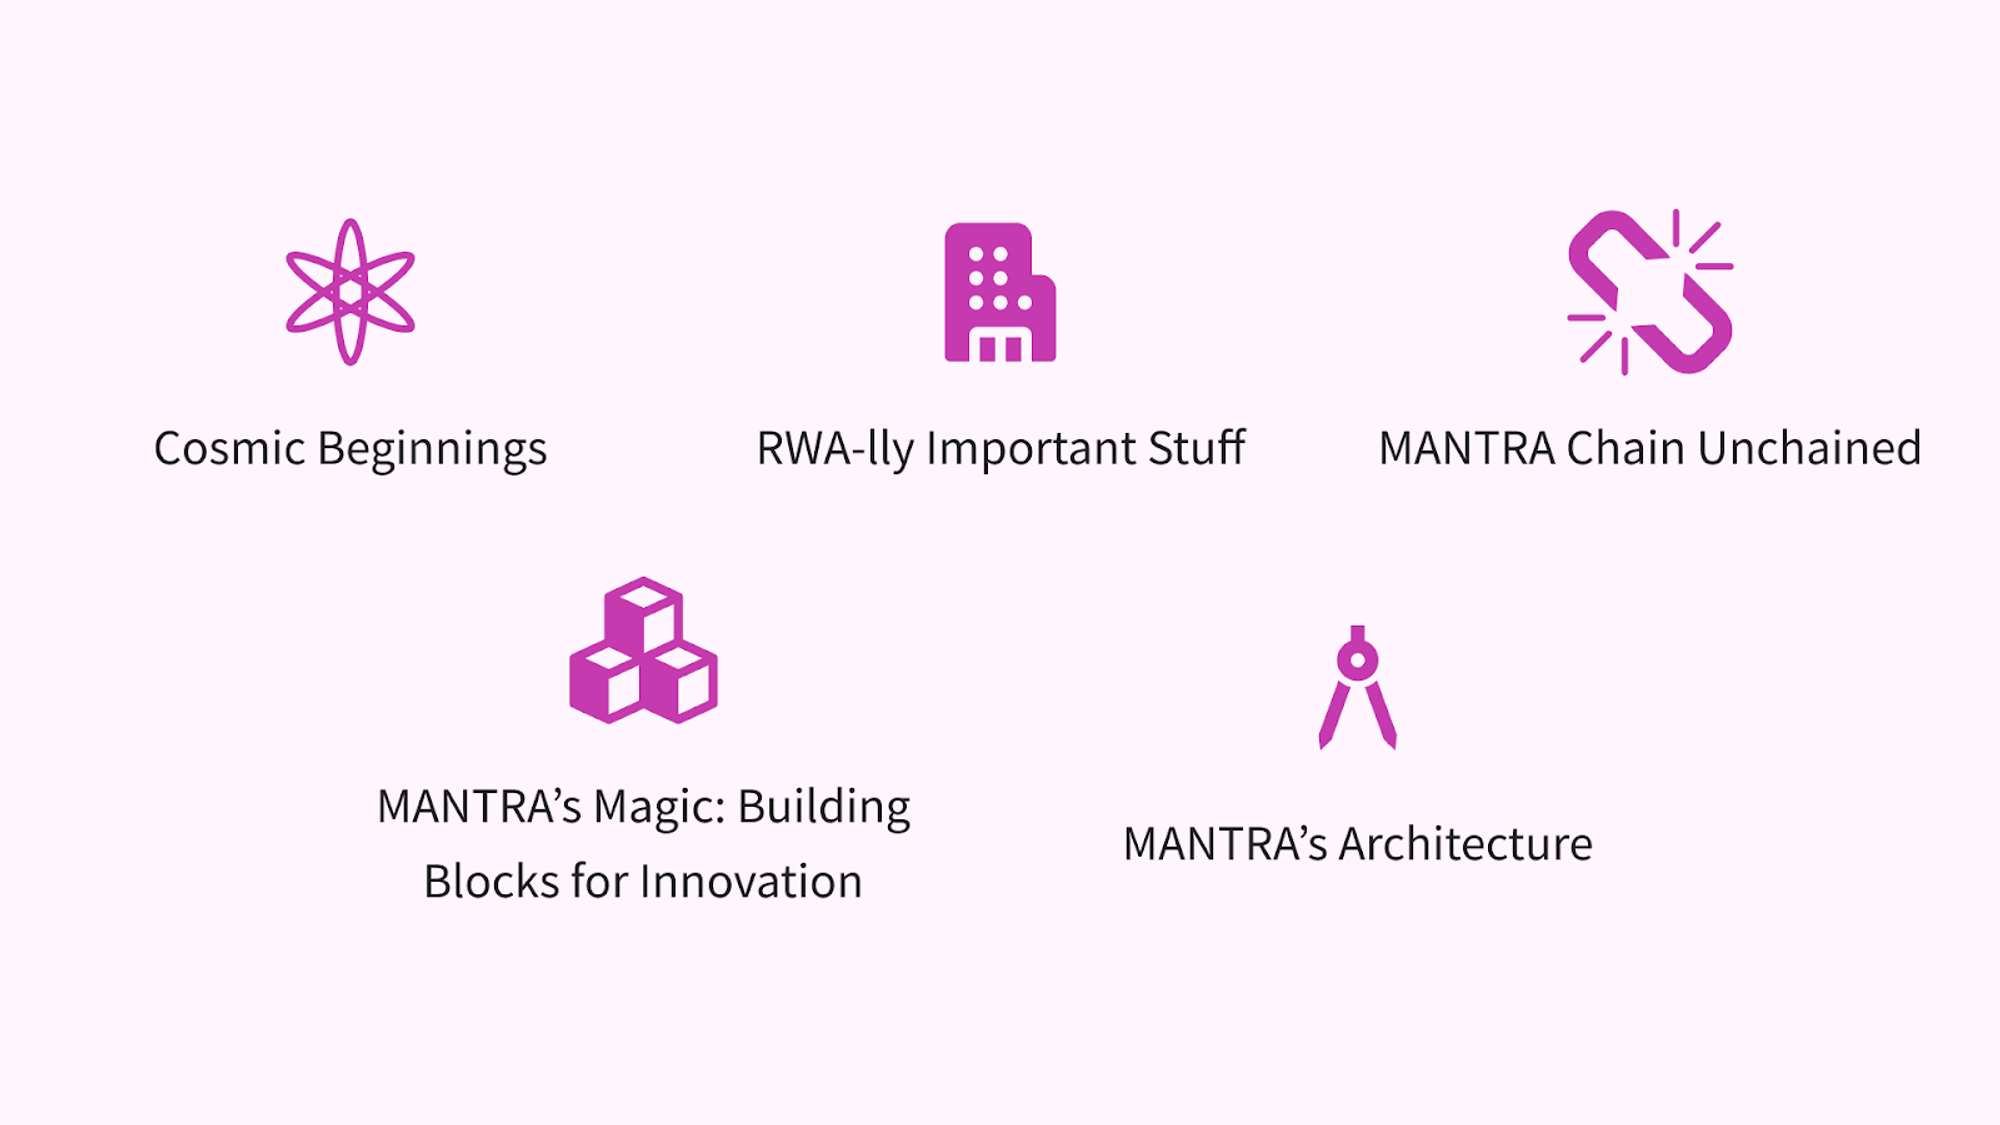 Cosmic Beginnings
RWA-lly Important Stuff
MANTRA Chain Unchained
MANTRA’s Magic: Building
Blocks for Innovation
MANTRA’s Architecture